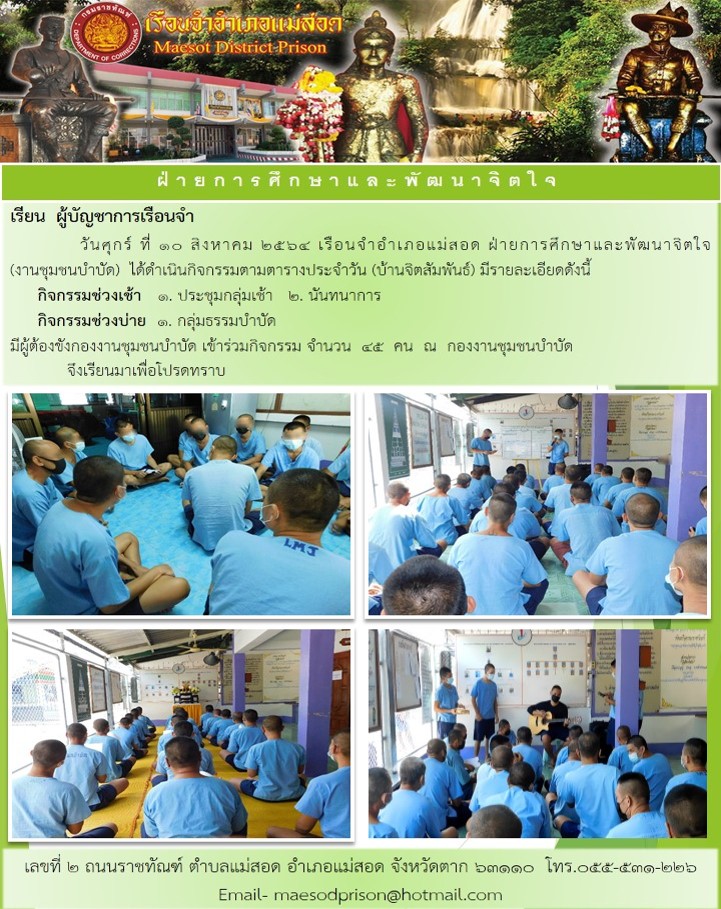 กรมราชทัณฑ์
DEPARTMENT OF CORRECTIONS
เรือนจำอำเภอแม่สอด
Maesot District Prison
ฝ่ายการศึกษาและพัฒนาจิตใจ
เรียน ผู้บัญชาการเรือนจำ
วันศุกร์ ที่ ๑๐ สิงหาคม ๒๕๖๔ เรือนจำอำเภอแม่สอด ฝ่ายการศึกษาและพัฒนาจิตใจ
(งานชุมชนบำบัด) ได้ดำเนินกิจกรรมตามตารางประจำวัน (บ้านจิตสัมพันธ์) มีรายละเอียดดังนี้
กิจกรรมช่วงเช้า ๑. ประชุมกลุ่มเช้า ๒. นันทนาการ
กิจกรรมช่วงบ่าย ๑. กลุ่มธรรมบำบัด
มีผู้ต้องขังกองงานชุมชนบำบัด เข้าร่วมกิจกรรม จำนวน ๔๕ คน ณ กองงานชุมชนบำบัด
จึงเรียนมาเพื่อโปรดทราบ
LMJ
เลขที่ ๒ ถนนราชทัณฑ์ ตำบลแม่สอด อำเภอแม่สอด จังหวัดตาก ๖๓๑๑๐ โทร.๐๕๕-๕๓๑-๒๒๖
Email- maesodprison@hotmail.com